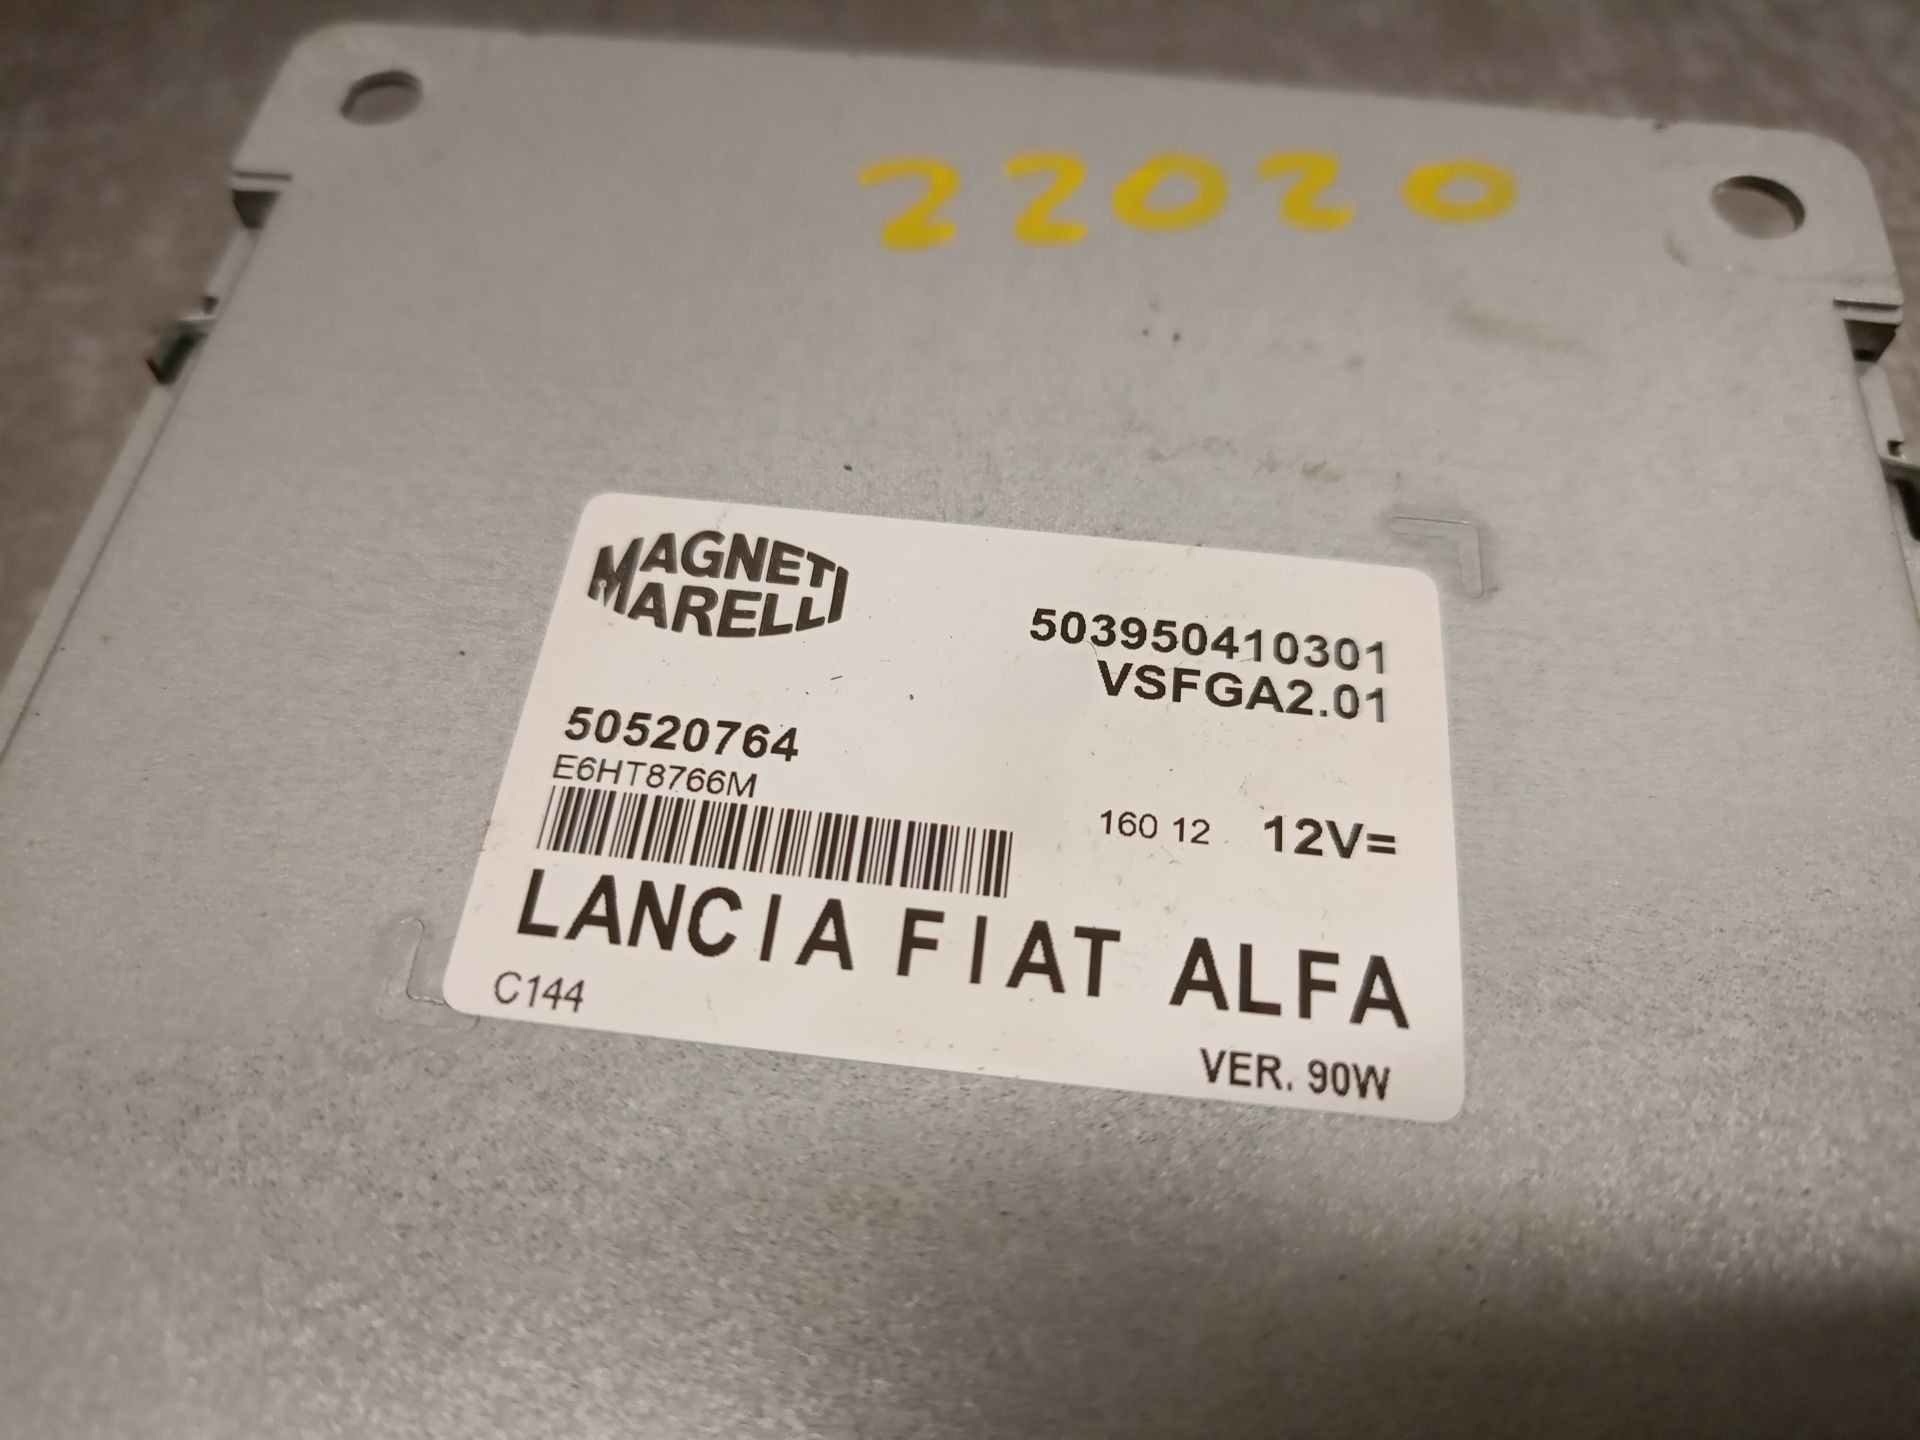 22020
MAGNETI
MARELLI
503950410301
VSFGA2.01
50520764
E6HT8766M
160 12 12V=
LANCIA FIAT ALFA
C144
VER. 90W